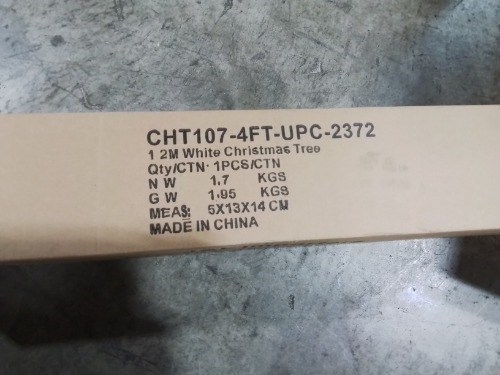 CHT107-4FT-UPC-2372
1 2M White Christmas Tree
Qty/CTN: 1PCS/CTN
N W 1.7 KGS
G W 1.95 KGS
MEAS: 5X13X14 CM
MADE IN CHINA